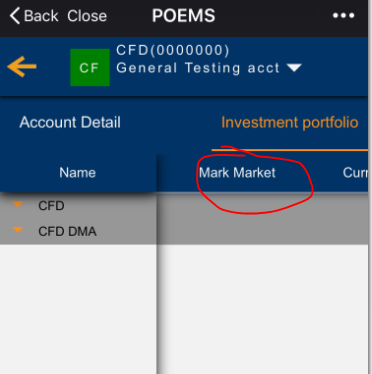 Back Close POEMS
CFD(0000000)
CF General Testing acct
Account Detail Investment portfolio
Name Mark Market Curr
CFD
CFD DMA